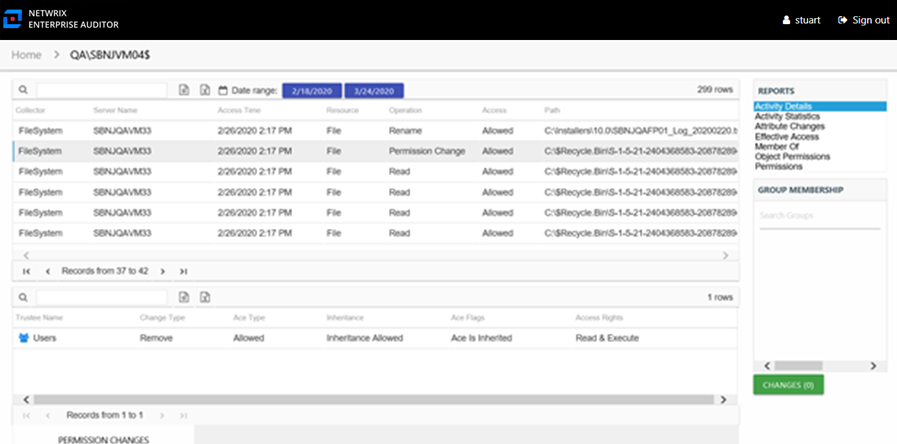 NETWRIX
ENTERPRISE AUDITOR
stuart Sign out
Home > QA\SBNJVM04$
Date range: 2/18/2020 3/24/2020 299 rows
Collector Server Name Access Time Resource Operation Access Path
FileSystem SBNJQAVM33 2/26/2020 2:17 PM File Rename Allowed C:\Installers\10.0\SBNJQAFP01_Log_20200220.t
FileSystem SBNJQAVM33 2/26/2020 2:17 PM File Permission Change Allowed C:\$Recycle.Bin\S-1-5-21-2404368583-20878289
FileSystem SBNJQAVM33 2/26/2020 2:17 PM File Read Allowed C:\$Recycle.Bin\S-1-5-21-2404368583-20878289
FileSystem SBNJQAVM33 2/26/2020 2:17 PM File Read Allowed C:\$Recycle.Bin\S-1-5-21-2404368583-20878289
FileSystem SBNJQAVM33 2/26/2020 2:17 PM File Read Allowed C:\$Recycle.Bin\S-1-5-21-2404368583-20878289
FileSystem SBNJQAVM33 2/26/2020 2:17 PM File Read Allowed C:\$Recycle.Bin\S-1-5-21-2404368583-20878289
Records from 37 to 42
1 rows
Trustee Name Change Type Ace Type Inheritance Ace Flags Access Rights
Users Remove Allowed Inheritance Allowed Ace Is Inherited Read & Execute
Records from 1 to 1
PERMISSION CHANGES
REPORTS
Activity Details
Activity Statistics
Attribute Changes
Effective Access
Member Of
Object Permissions
Permissions
GROUP MEMBERSHIP
Search Groups
CHANGES (0)